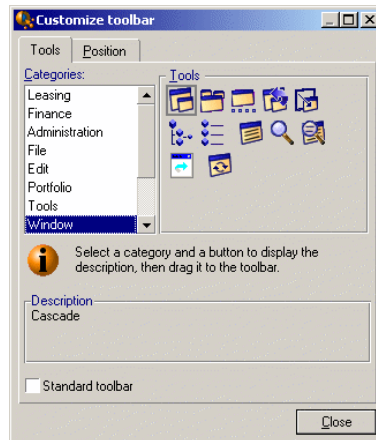 Customize toolbar
Tools
Position
Categories:
Tools
Leasing
Finance
Administration
File
Edit
Portfolio
Tools
Window
Select a category and a button to display the
description, then drag it to the toolbar.
Description
Cascade
Standard toolbar
Close